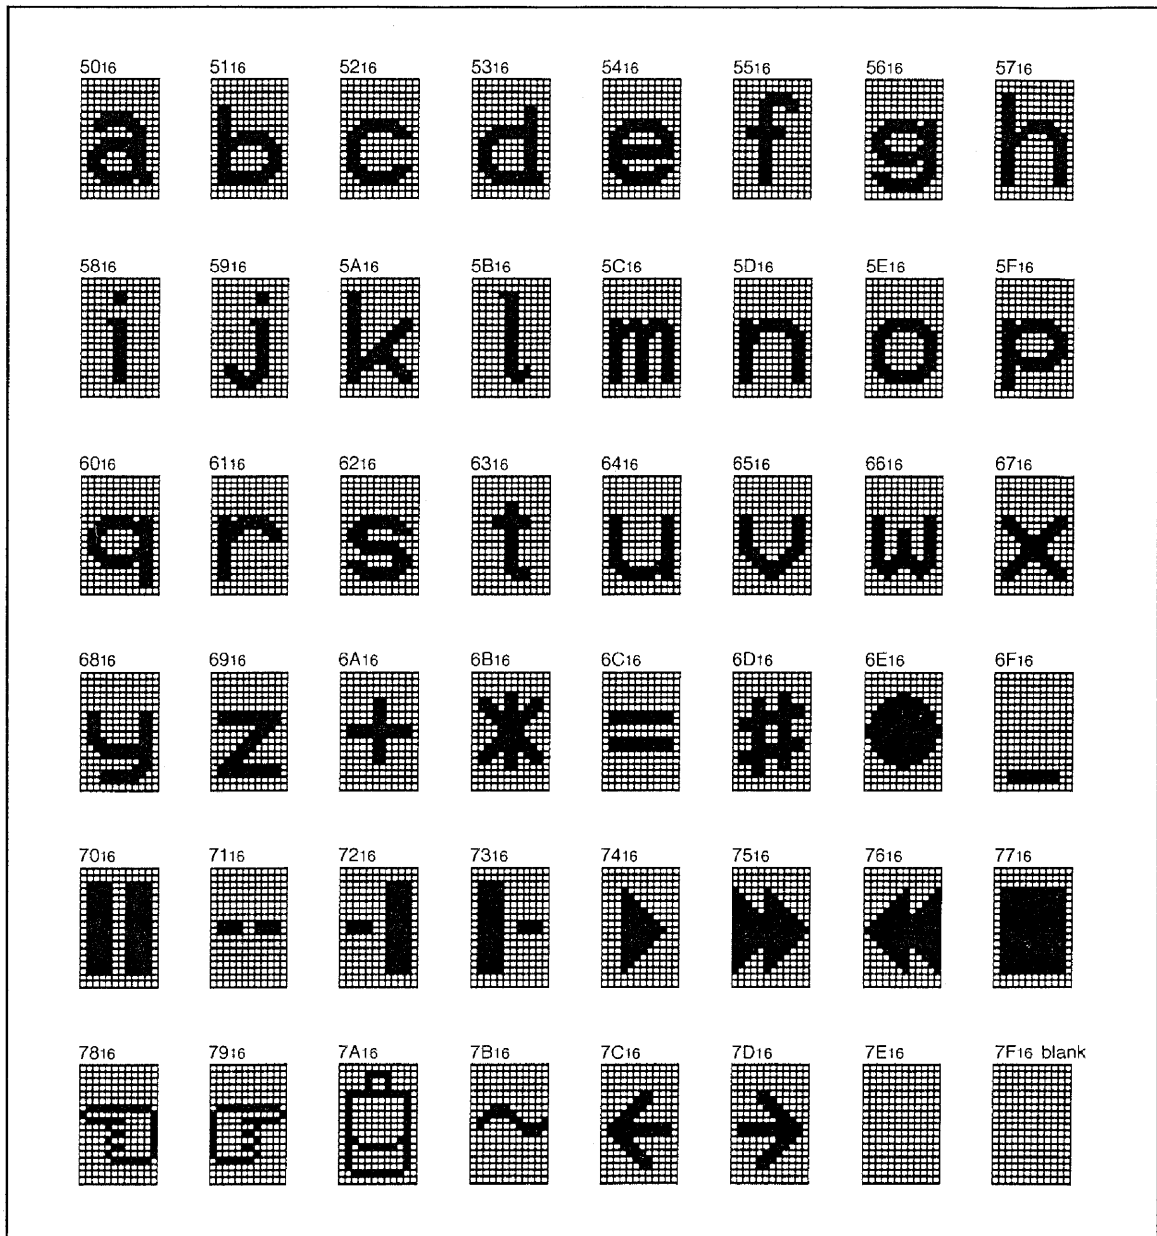 5016 5116 5216 5316 5416 5516 5616 5716
a b c d e f g h
5816 5916 5A16 5B16 5C16 5D16 5E16 5F16
i j k l m n o p
6016 6116 6216 6316 6416 6516 6616 6716
q r s t u v w x
6816 6916 6A16 6B16 6C16 6D16 6E16 6F16
y z + * = # ● _
7016 7116 7216 7316 7416 7516 7616 7716
7816 7916 7A16 7B16 7C16 7D16 7E16 7F16 blank
~ ← →